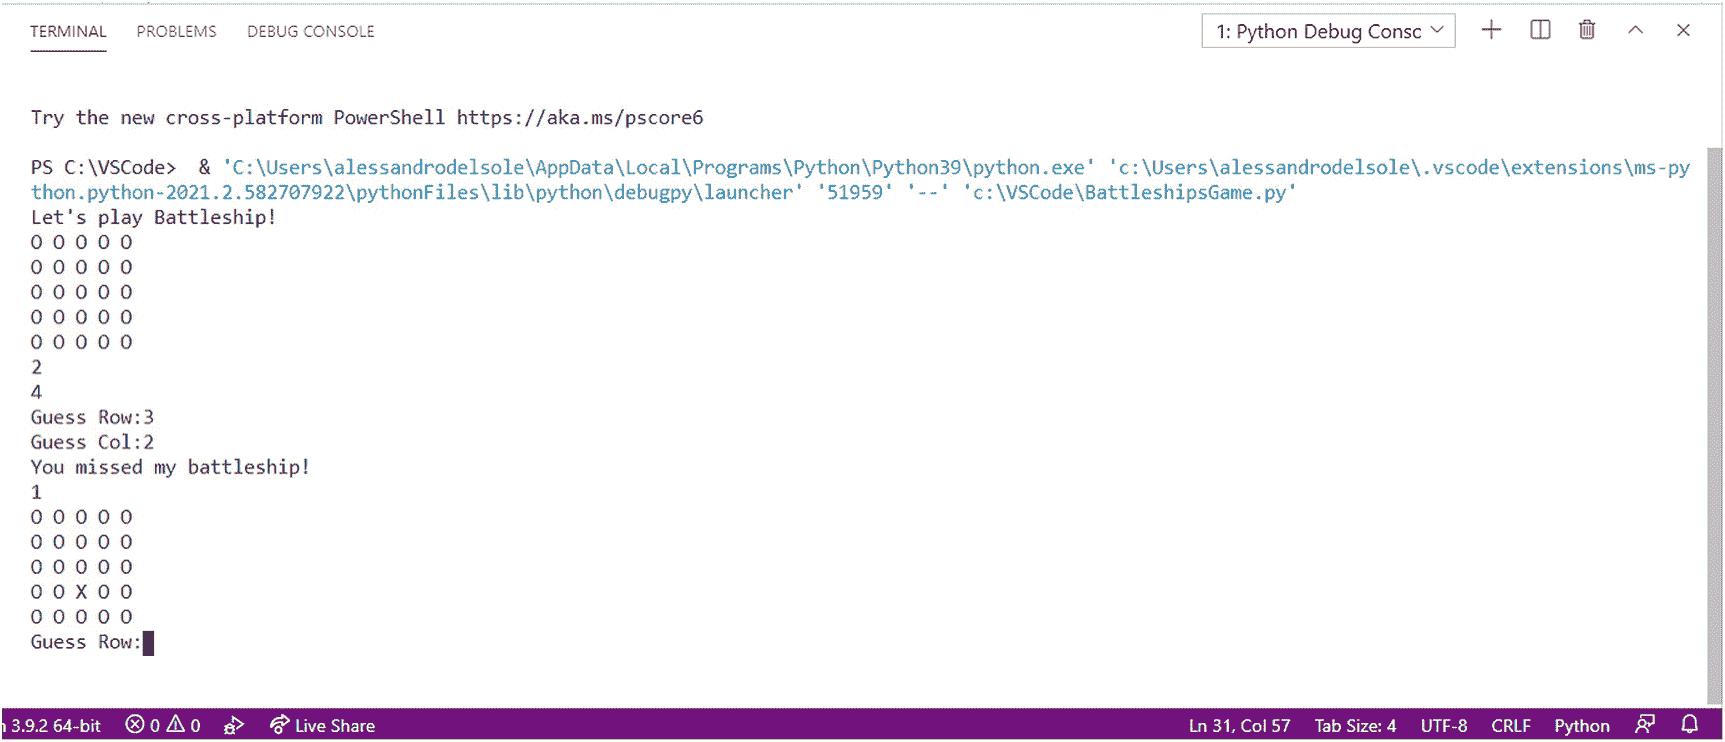 TERMINAL PROBLEMS DEBUG CONSOLE 1: Python Debug Consc
Try the new cross-platform PowerShell https://aka.ms/pscore6
PS C:\VSCode>  & 'C:\Users\alessandrodelsole\AppData\Local\Programs\Python\Python39\python.exe' 'c:\Users\alessandrodelsole\.vscode\extensions\ms-py
thon.python-2021.2.582707922\pythonFiles\lib\python\debugpy\launcher' '51959' '--' 'c:\VSCode\BattleshipsGame.py'
Let's play Battleship!
O O O O O
O O O O O
O O O O O
O O O O O
O O O O O
2
4
Guess Row:3
Guess Col:2
You missed my battleship!
1
O O O O O
O O O O O
O O O O O
O O X O O
O O O O O
Guess Row:
3.9.2 64-bit 0 0 Live Share Ln 31, Col 57 Tab Size: 4 UTF-8 CRLF Python